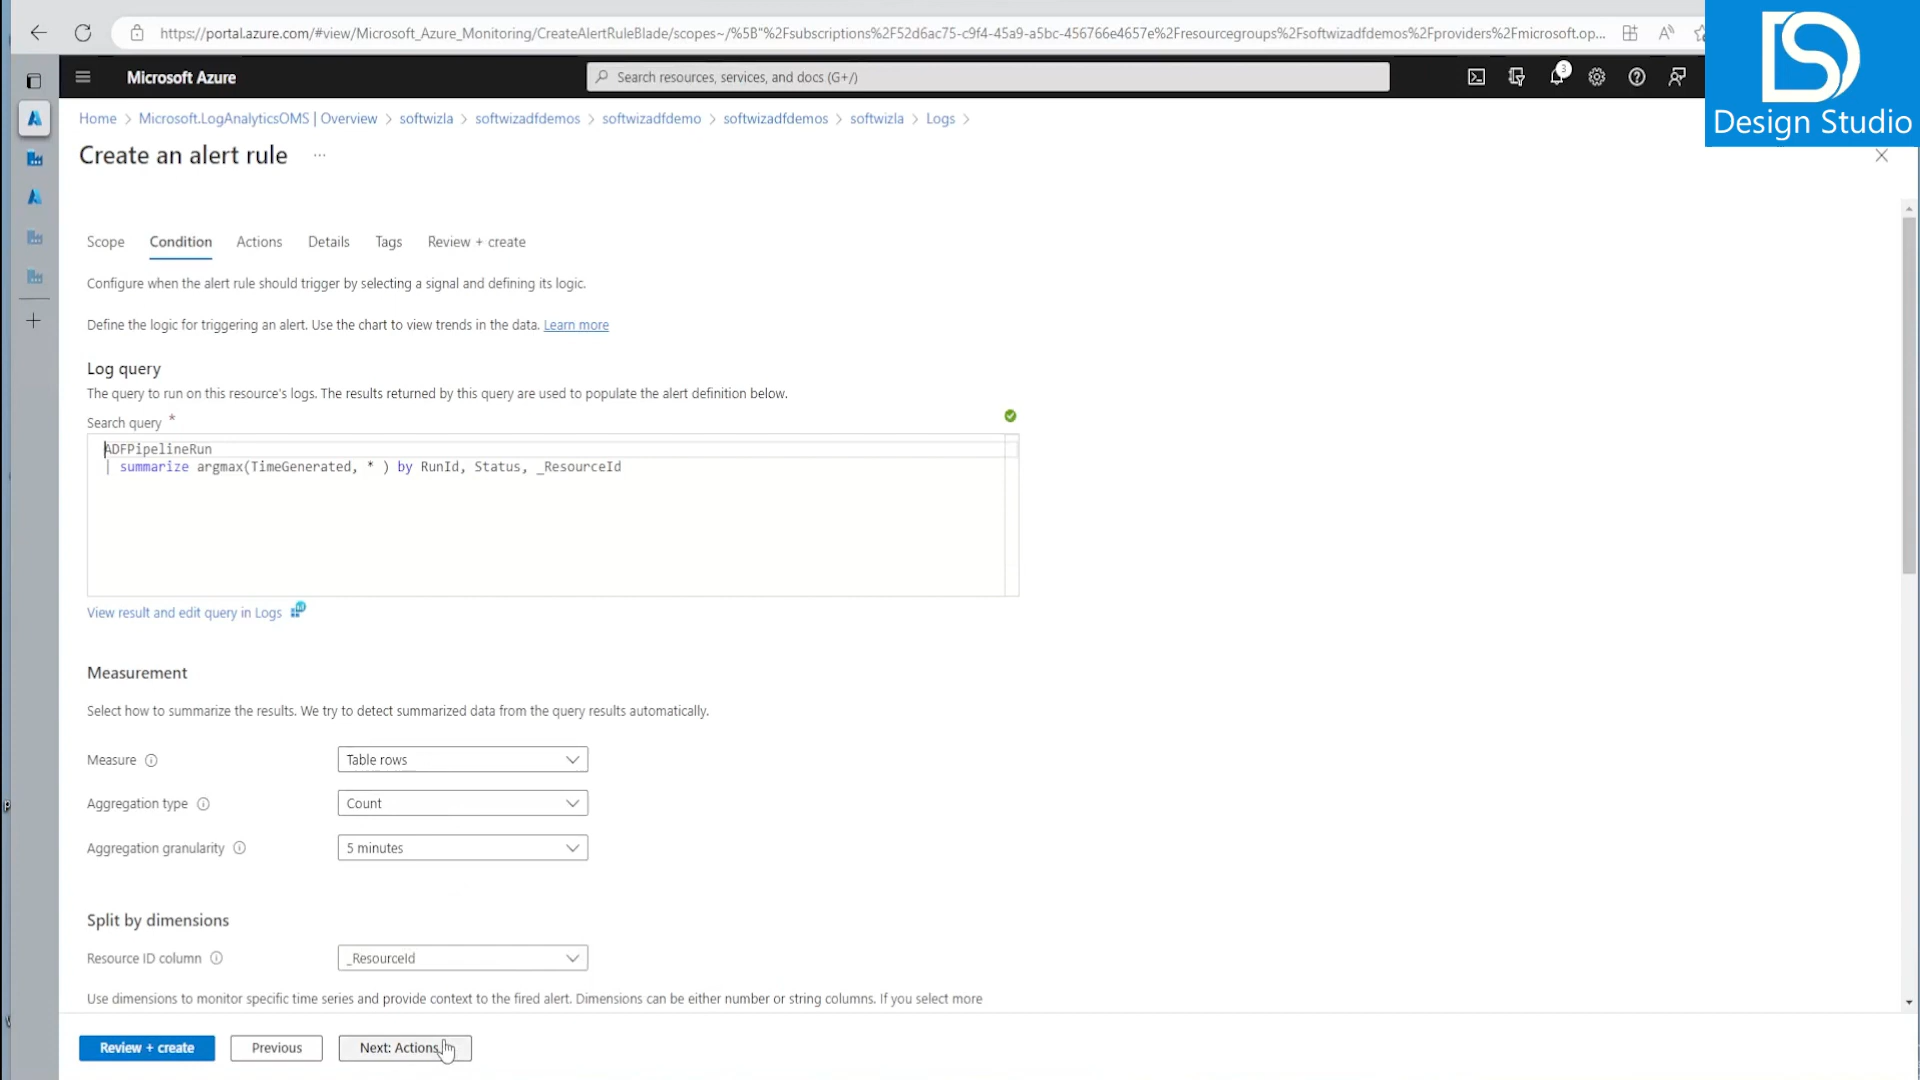 https://portal.azure.com/#view/Microsoft_Azure_Monitoring/CreateAlertRuleBlade/scopes~/%5B"%2Fsubscriptions%2F52d6ac75-c9f4-45a9-a5bc-456766e4657e%2Fresourcegroups%2Fsoftwizadfdemos%2Fproviders%2Fmicrosoft.op...
Microsoft Azure
Search resources, services, and docs (G+/)
3
Design Studio
Home > Microsoft.LogAnalyticsOMS | Overview > softwizla > softwizadfdemos > softwizadfdemo > softwizadfdemos > softwizla > Logs >
Create an alert rule ...
Scope Condition Actions Details Tags Review + create
Configure when the alert rule should trigger by selecting a signal and defining its logic.
Define the logic for triggering an alert. Use the chart to view trends in the data. Learn more
Log query
The query to run on this resource's logs. The results returned by this query are used to populate the alert definition below.
Search query *
ADFPipelineRun
| summarize argmax(TimeGenerated, * ) by RunId, Status, _ResourceId
View result and edit query in Logs
Measurement
Select how to summarize the results. We try to detect summarized data from the query results automatically.
Measure Table rows
Aggregation type Count
Aggregation granularity 5 minutes
Split by dimensions
Resource ID column _ResourceId
Use dimensions to monitor specific time series and provide context to the fired alert. Dimensions can be either number or string columns. If you select more
Review + create Previous Next: Actions